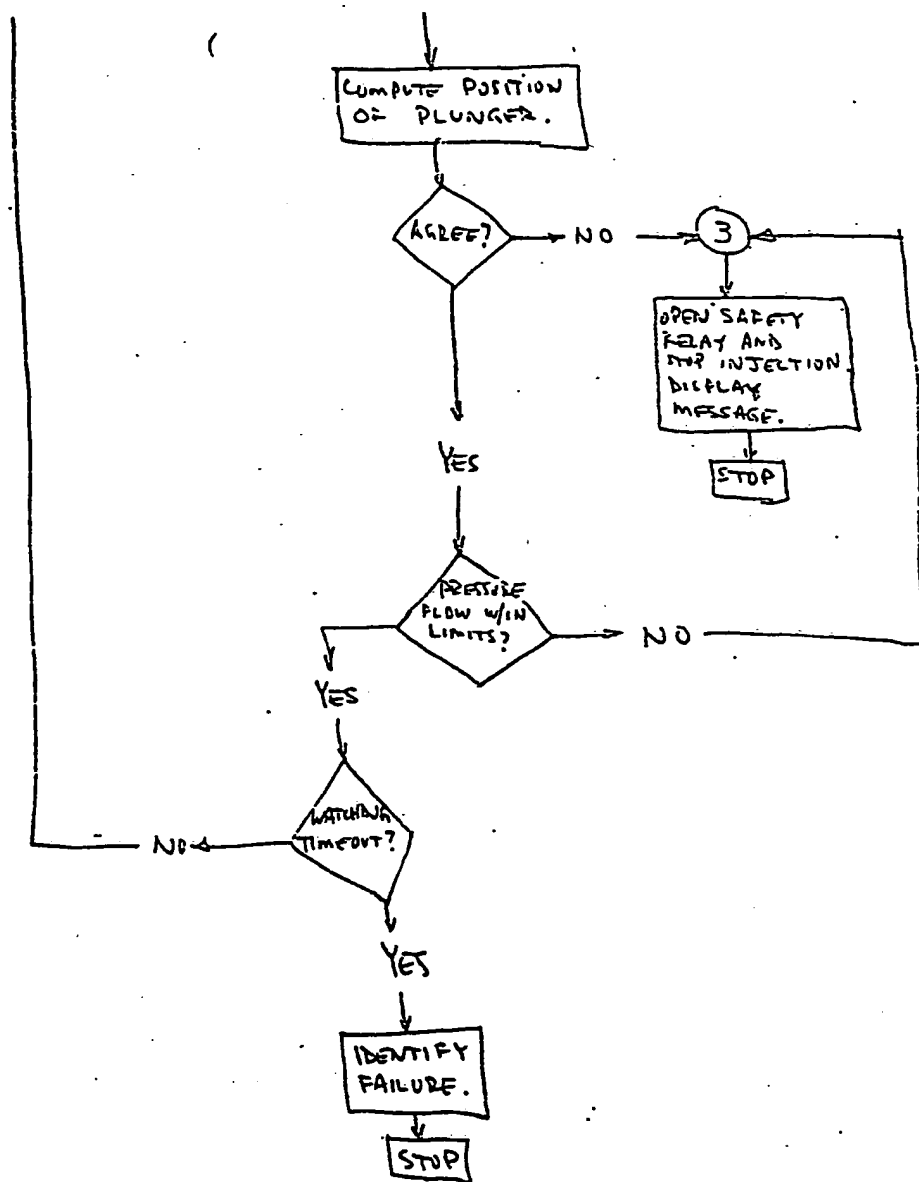 COMPUTE POSITION
OF PLUNGER.
AGREE?
NO
3
OPEN SAFETY
RELAY AND
STOP INJECTION.
DISPLAY
MESSAGE.
STOP
YES
PRESSURE
FLOW W/IN
LIMITS?
NO
YES
TIMEOUT?
NO
YES
IDENTIFY
FAILURE.
STOP